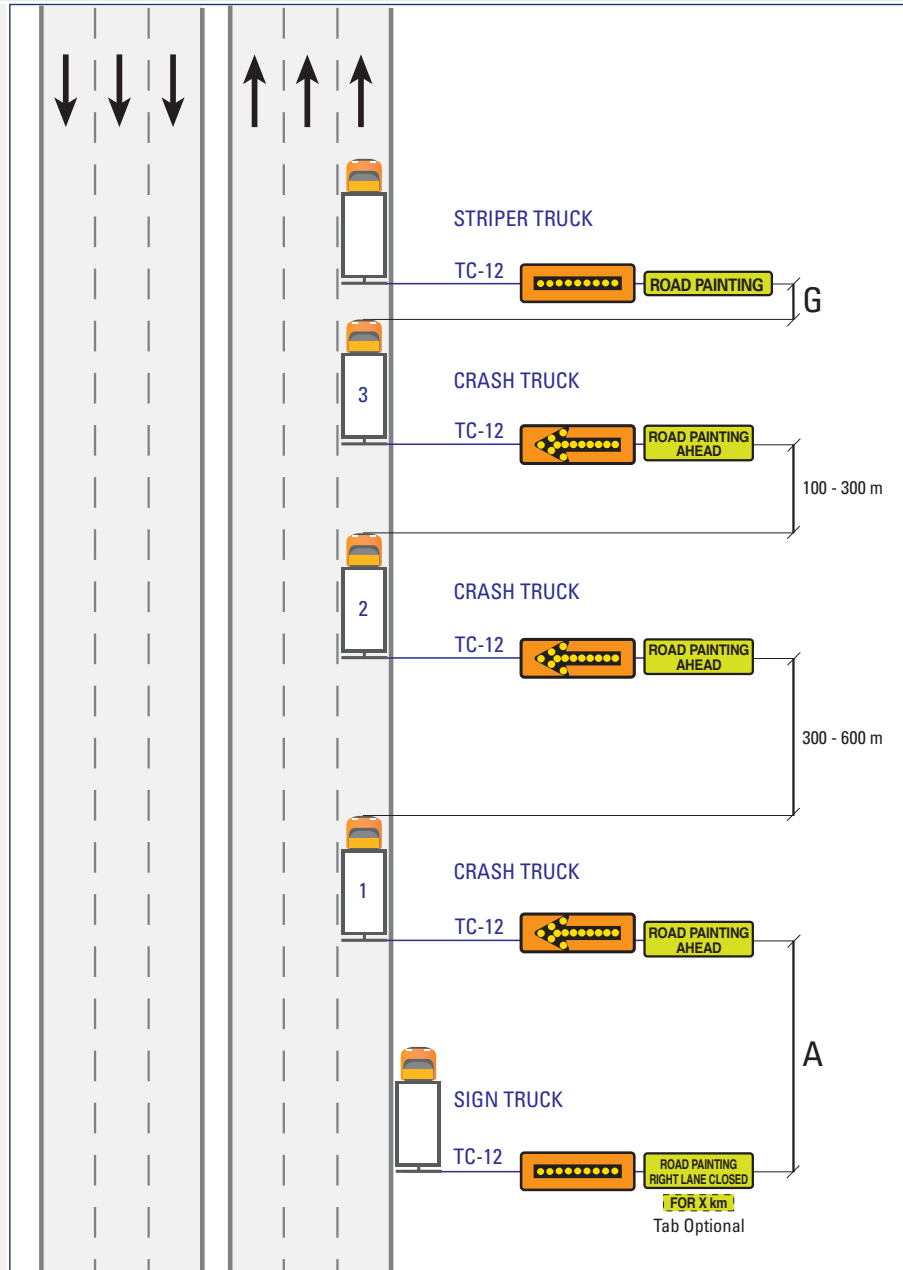 STRIPER TRUCK
TC-12
ROAD PAINTING
G
3
CRASH TRUCK
TC-12
ROAD PAINTING
AHEAD
100 - 300 m
2
CRASH TRUCK
TC-12
ROAD PAINTING
AHEAD
300 - 600 m
1
CRASH TRUCK
TC-12
ROAD PAINTING
AHEAD
A
SIGN TRUCK
TC-12
ROAD PAINTING
RIGHT LANE CLOSED
FOR X km
Tab Optional